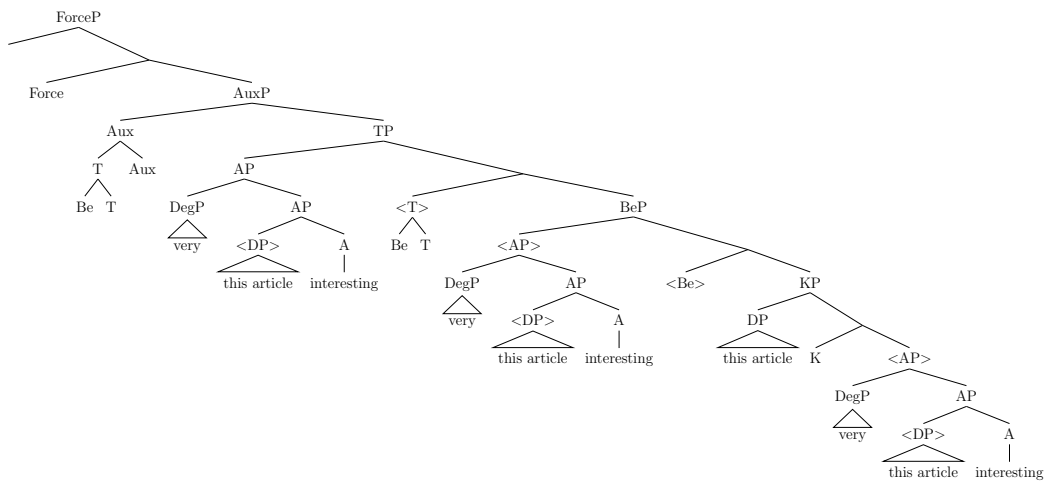 ForceP
Force AuxP
Aux TP
T Aux AP
Be T DegP AP <T> BeP
very <DP> A Be T <AP>
this article interesting DegP AP <Be> KP
very <DP> A DP
this article interesting this article K <AP>
DegP AP
very <DP> A
this article interesting